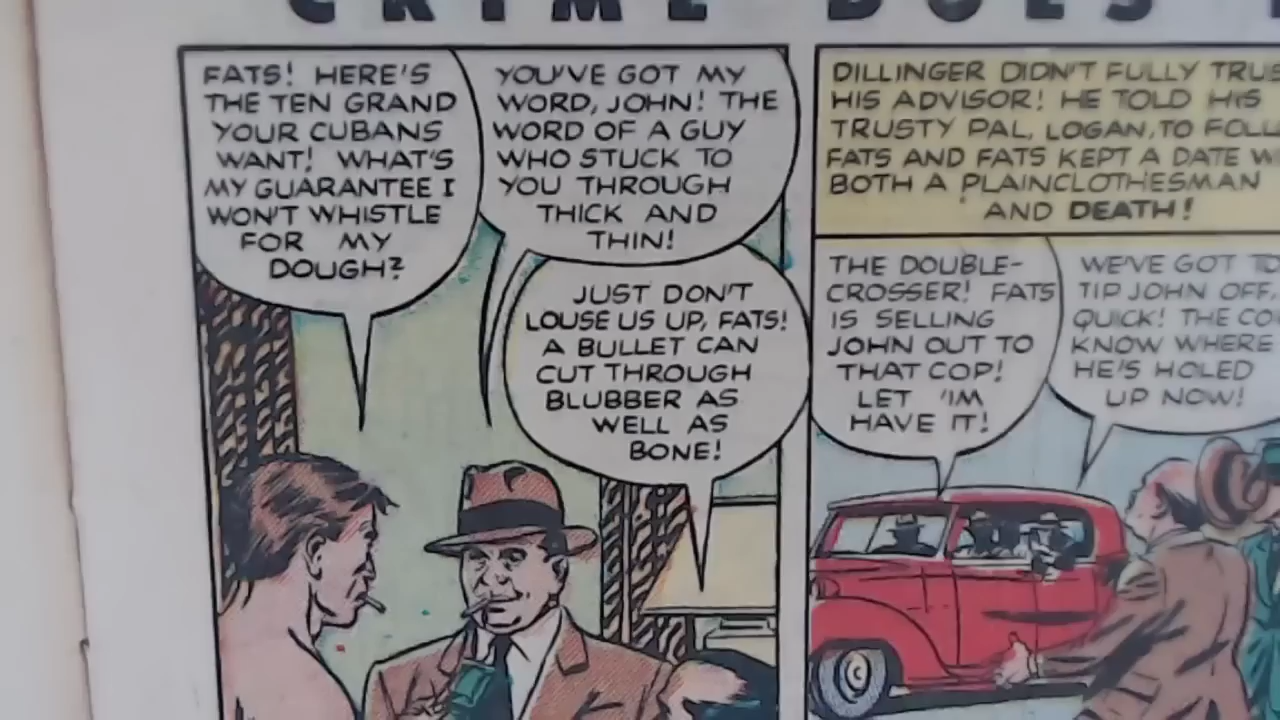 CRIME DOES
FATS! HERE'S
THE TEN GRAND
YOUR CUBANS
WANT! WHAT'S
MY GUARANTEE I
WON'T WHISTLE
FOR MY
DOUGH?
YOU'VE GOT MY
WORD, JOHN! THE
WORD OF A GUY
WHO STUCK TO
YOU THROUGH
THICK AND
THIN!
JUST DON'T
LOUSE US UP, FATS!
A BULLET CAN
CUT THROUGH
BLUBBER AS
WELL AS
BONE!
DILLINGER DIDN'T FULLY
HIS ADVISOR! HE TOLD HIS
TRUSTY PAL, LOGAN, TO
FATS AND FATS KEPT A DATE
BOTH A PLAINCLOTHESMAN
AND DEATH!
THE DOUBLE-
CROSSER! FATS
IS SELLING
JOHN OUT TO
THAT COP!
LET 'IM
HAVE IT!
WE'VE GOT TO
TIP JOHN OFF,
QUICK! THE
KNOW WHERE
HE'S HOLED
UP NOW!